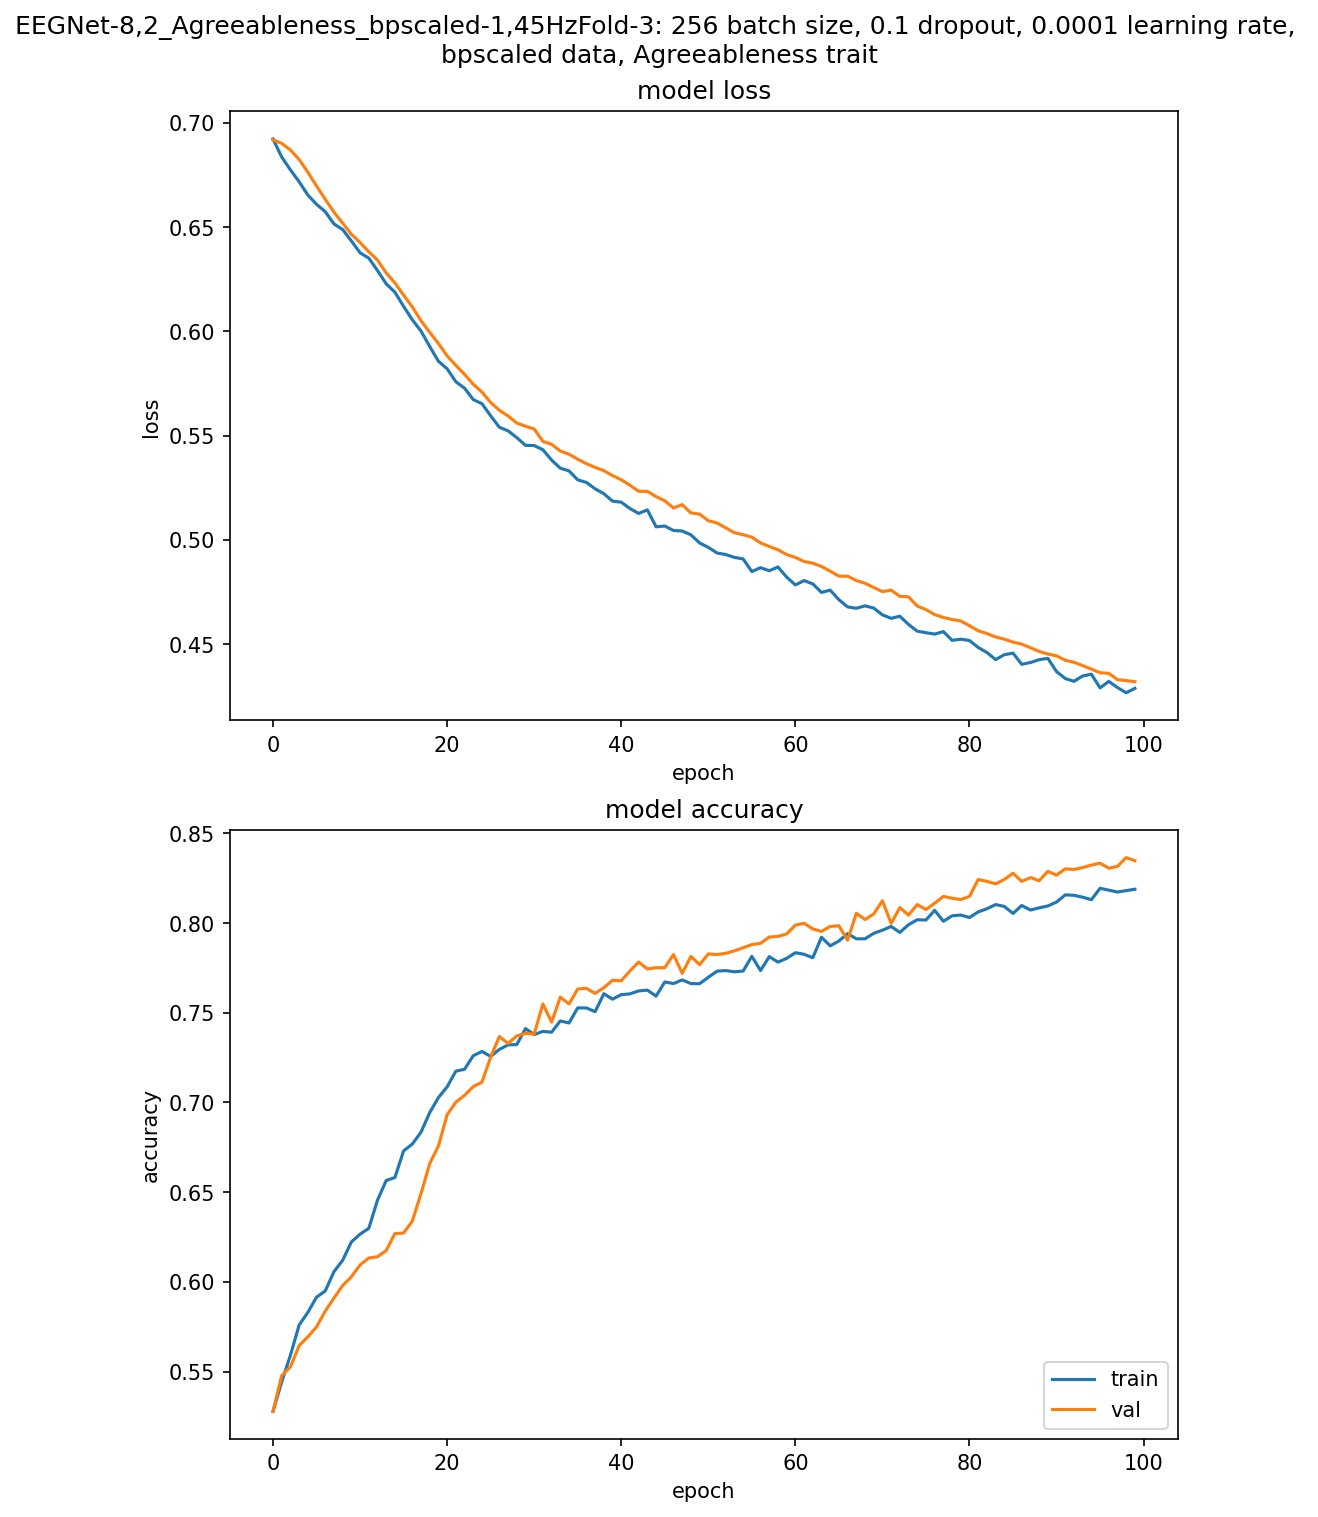 EEGNet-8,2_Agreeableness_bpscaled-1,45HzFold-3: 256 batch size, 0.1 dropout, 0.0001 learning rate,
bpscaled data, Agreeableness trait
model loss
0.70
0.65
0.60
0.55
0.50
0.45
loss
0 20 40 60 80 100
epoch
model accuracy
0.85
0.80
0.75
0.70
0.65
0.60
0.55
accuracy
train
val
0 20 40 60 80 100
epoch